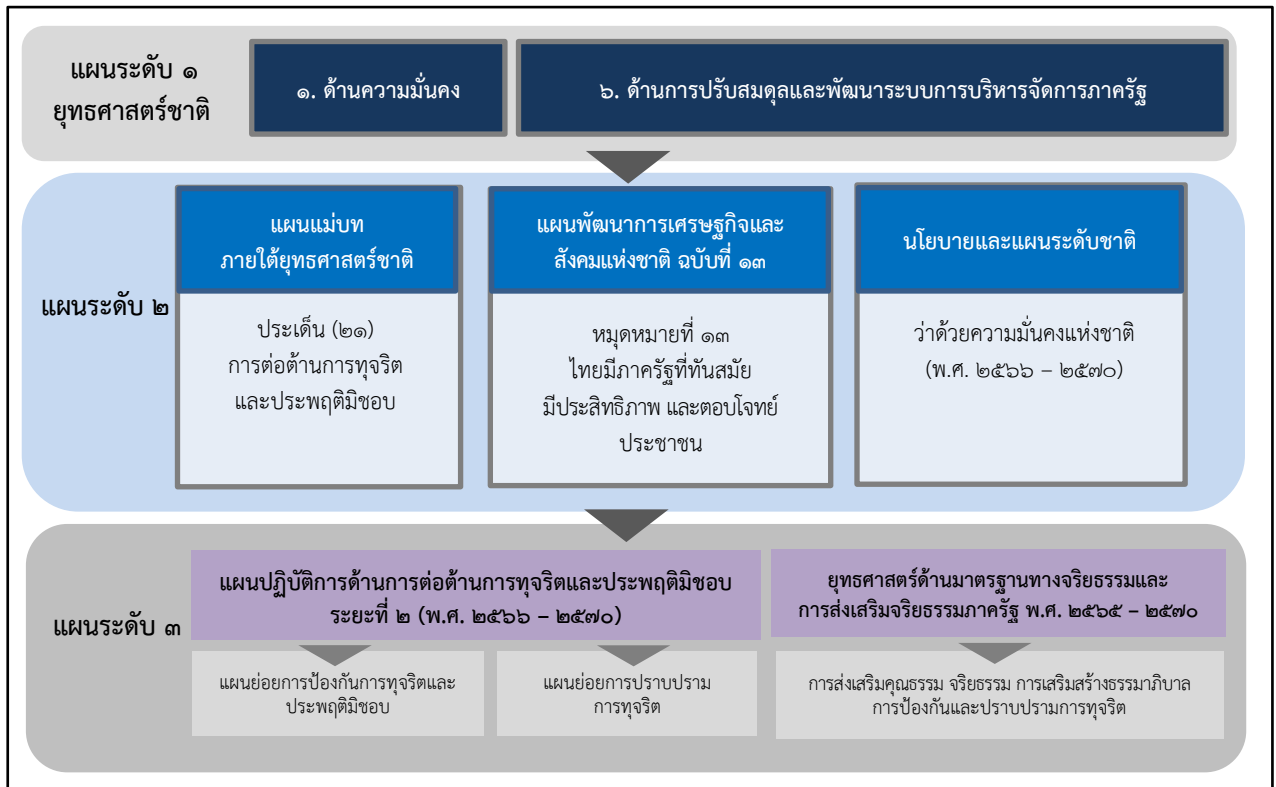 แผนระดับ ๑
ยุทธศาสตร์ชาติ
๑. ด้านความมั่นคง
๖. ด้านการปรับสมดุลและพัฒนาระบบการบริหารจัดการภาครัฐ
แผนระดับ ๒
แผนแม่บท
ภายใต้ยุทธศาสตร์ชาติ
ประเด็น (๒๑)
การต่อต้านการทุจริต
และประพฤติมิชอบ
แผนพัฒนาการเศรษฐกิจและ
สังคมแห่งชาติ ฉบับที่ ๑๓
หมุดหมายที่ ๑๓
ไทยมีภาครัฐที่ทันสมัย
มีประสิทธิภาพ และตอบโจทย์
ประชาชน
นโยบายและแผนระดับชาติ
ว่าด้วยความมั่นคงแห่งชาติ
(พ.ศ. ๒๕๖๖ – ๒๕๗๐)
แผนระดับ ๓
แผนปฏิบัติการด้านการต่อต้านการทุจริตและประพฤติมิชอบ
ระยะที่ ๒ (พ.ศ. ๒๕๖๖ – ๒๕๗๐)
แผนย่อยการป้องกันการทุจริตและ
ประพฤติมิชอบ
แผนย่อยการปราบปราม
การทุจริต
ยุทธศาสตร์ด้านมาตรฐานทางจริยธรรมและ
การส่งเสริมจริยธรรมภาครัฐ พ.ศ. ๒๕๖๕ – ๒๕๗๐
การส่งเสริมคุณธรรม จริยธรรม การเสริมสร้างธรรมาภิบาล
การป้องกันและปราบปรามการทุจริต